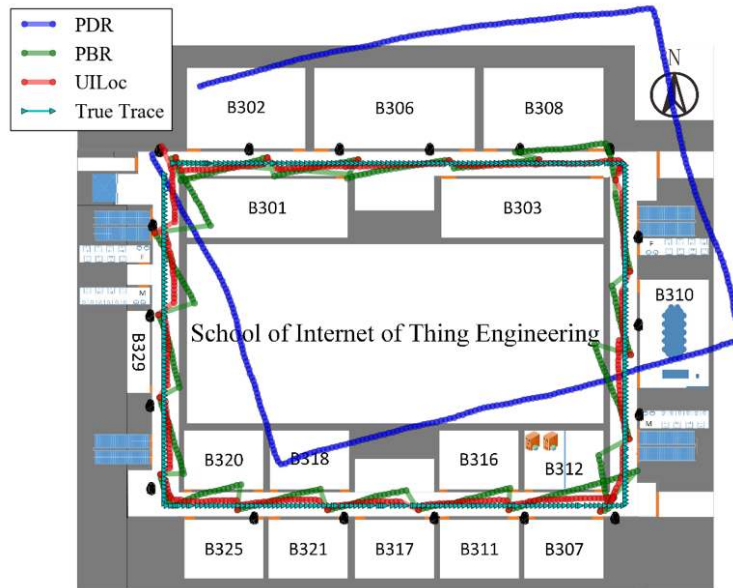 PDR
PBR
UILoc
True Trace
N
B302
B306
B308
B301
B303
F
F
M
B310
B329
School of Internet of Thing Engineering
M
B320
B318
B316
B312
B325
B321
B317
B311
B307